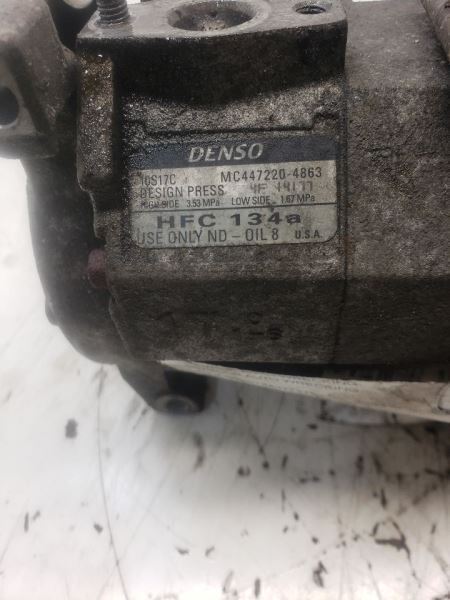 DENSO
10S17C MC447220-4863
DESIGN PRESS
HIGH SIDE 3.53 MPa LOW SIDE 1.67 MPa
HFC 134a
USE ONLY ND-OIL 8 U.S.A.